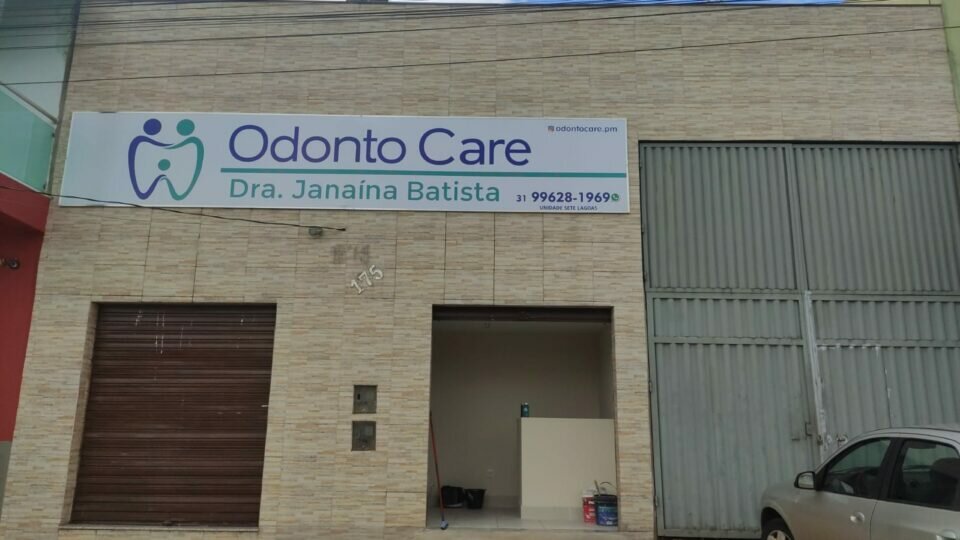 odontocare.pm
Odonto Care
Dra. Janaína Batista
31 99628-1969
UNIDADE SETE LAGOAS
175